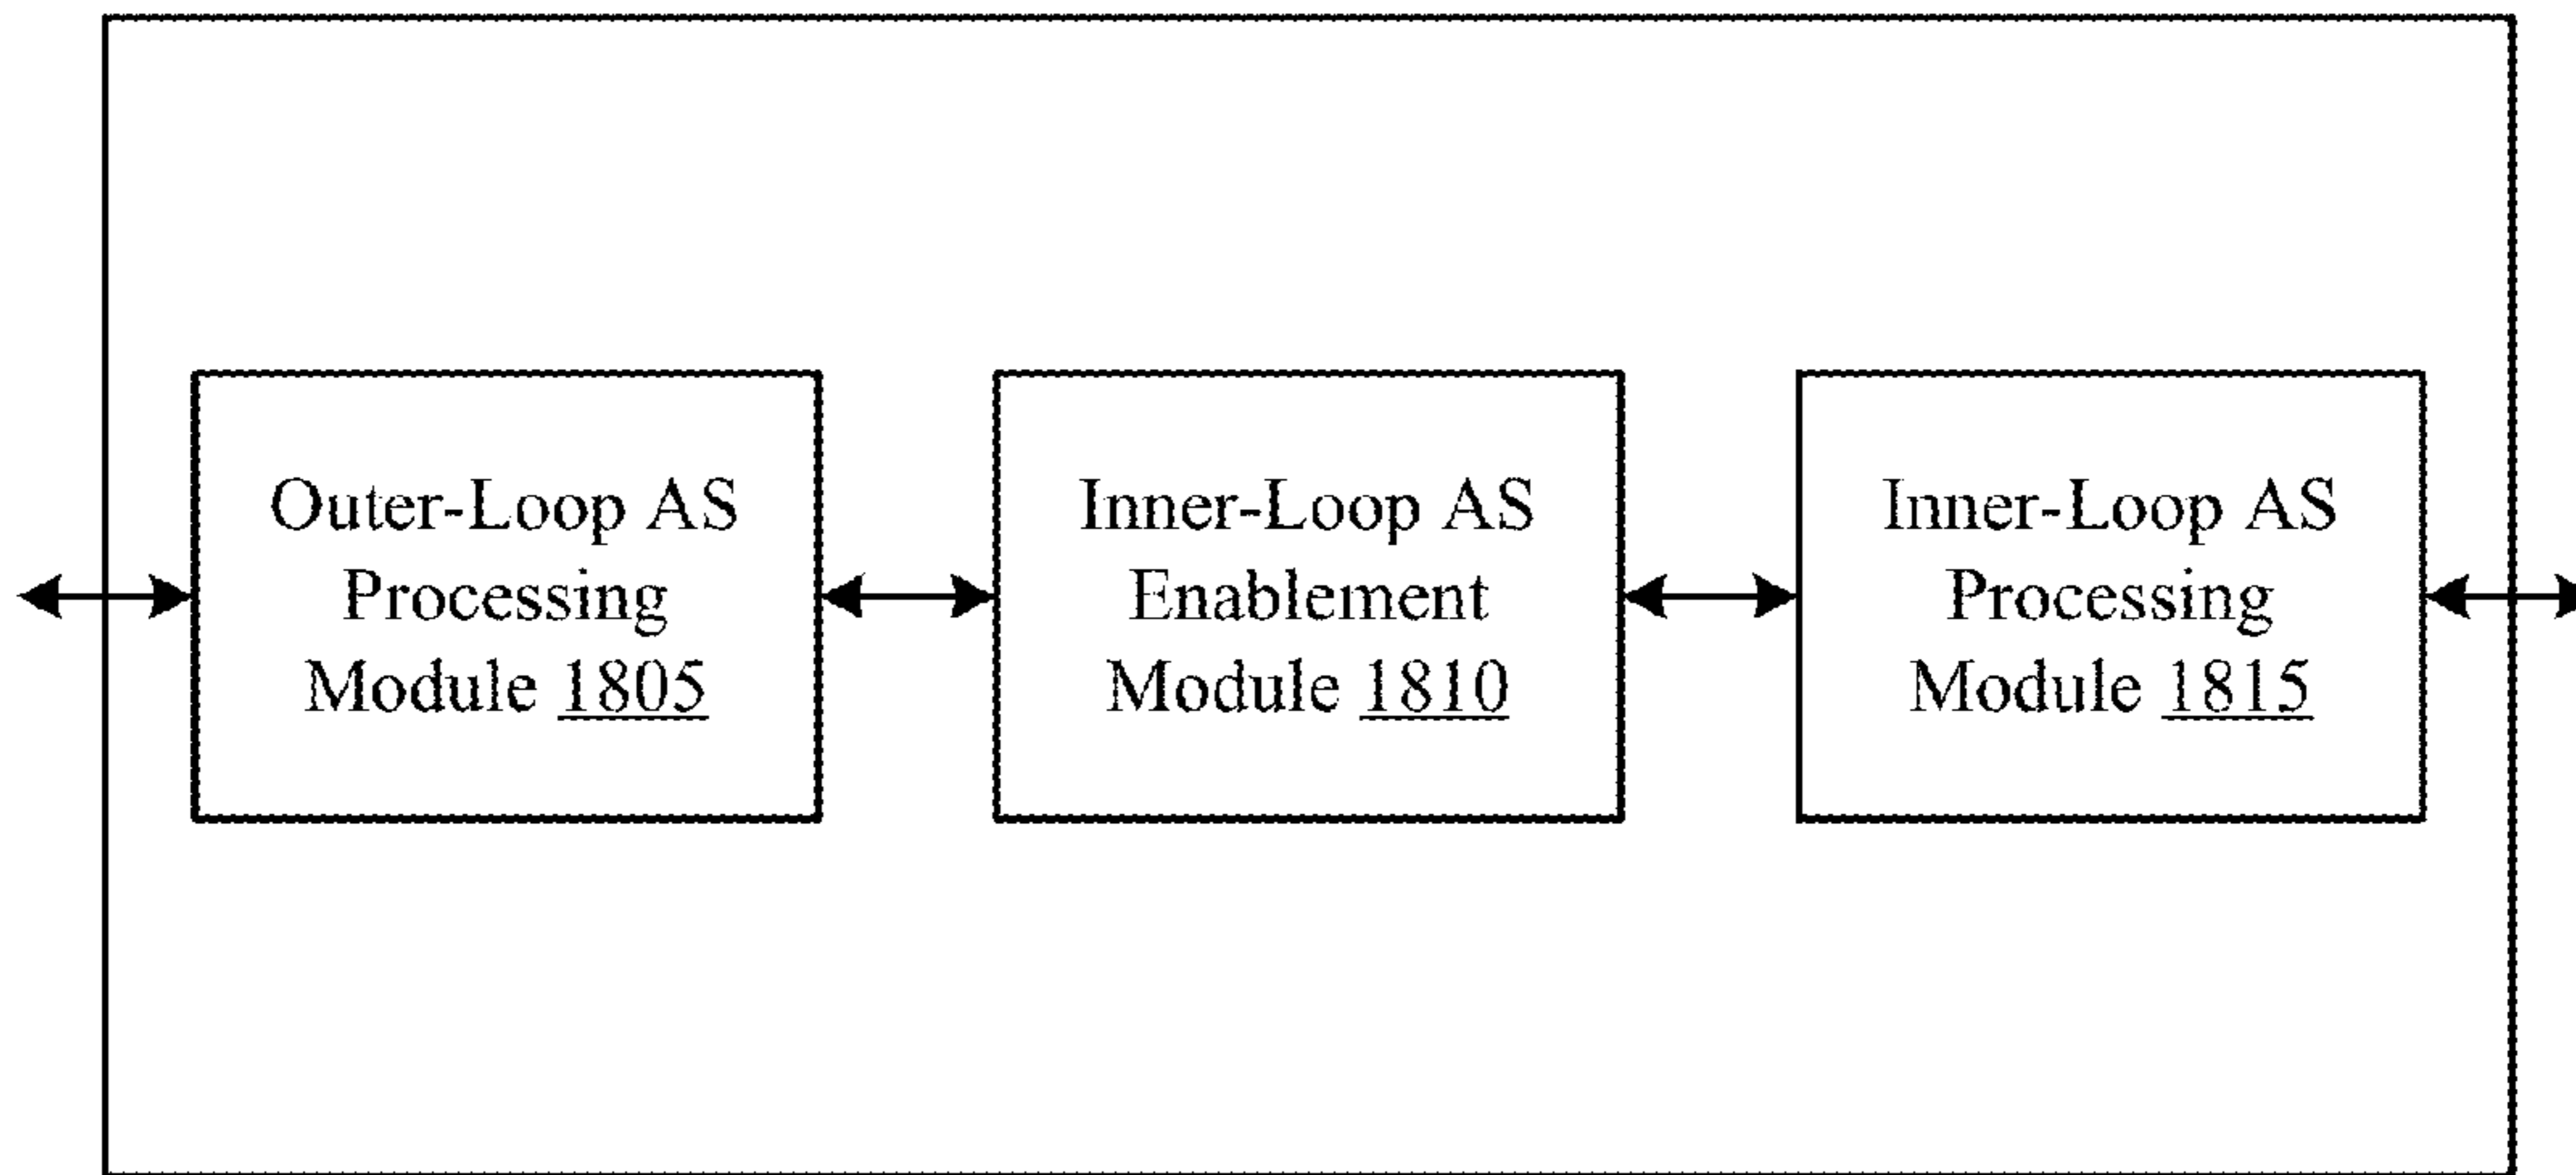 Outer-Loop AS
Processing
Module 1805
Inner-Loop AS
Enablement
Module 1810
Inner-Loop AS
Processing
Module 1815